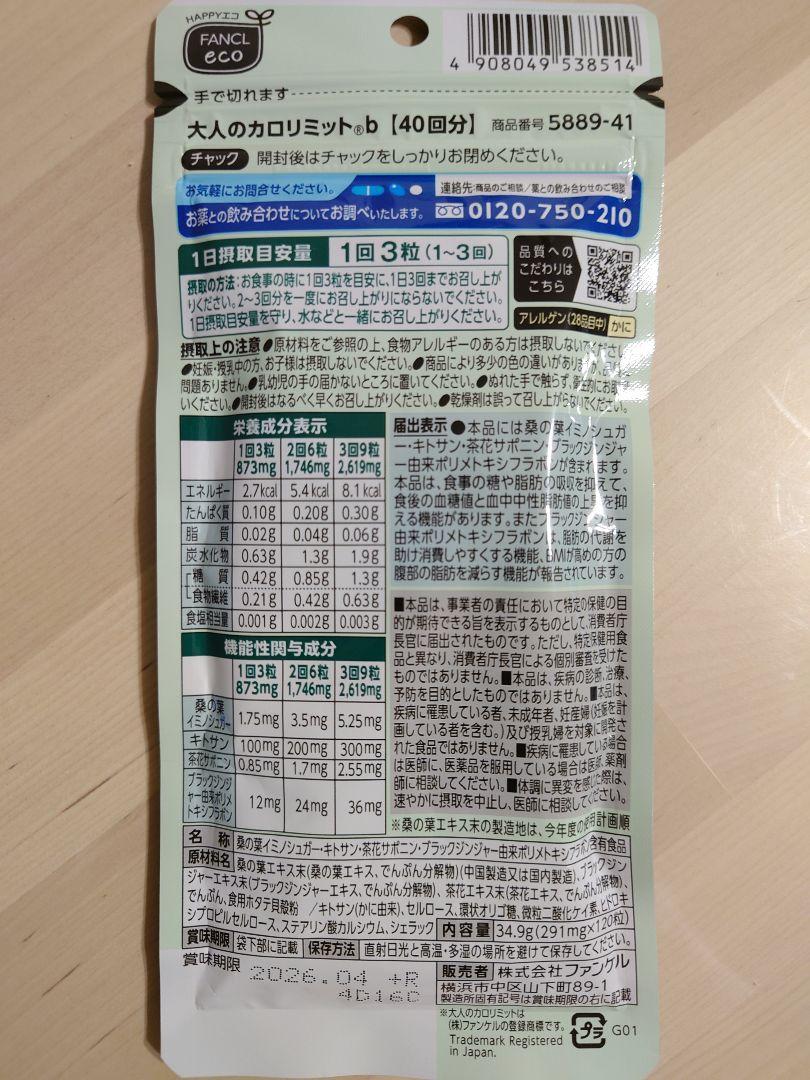 HAPPYエコ
FANCL
eco
4 908049 538514
手で切れます
大人のカロリミット®b【40回分】 商品番号 5889-41
チャック 開封後はチャックをしっかりお閉めください。
お気軽にお問合せください。 連絡先:商品のご相談/薬との飲み合わせのご相談
お薬との飲み合わせについてお調べいたします。 0120-750-210
1日摂取目安量 1回3粒(1~3回)
摂取の方法:お食事の時に1回3粒を目安に、1日3回までお召し上が
りください。2~3回分を一度にお召し上がりにならないでください。
1日摂取目安量を守り、水などと一緒にお召し上がりください。
品質への
こだわりは
こちら
アレルゲン(28品目中) かに
摂取上の注意 ●原材料をご参照の上、食物アレルギーのある方は摂取しないでください。
●妊娠・授乳中の方、お子様は摂取しないでください。●商品により多少の色の違いがありますが、品質に
問題ありません。●乳幼児の手の届かないところに置いてください。●ぬれた手で触らず、衛生的にお取扱
いください。●開封後はなるべく早くお召し上がりください。●乾燥剤は誤って召し上がらないでください。
栄養成分表示
1回3粒 2回6粒 3回9粒
873mg 1,746mg 2,619mg
エネルギー 2.7kcal 5.4kcal 8.1kcal
たんぱく質 0.10g 0.20g 0.30g
脂質 0.02g 0.04g 0.06g
炭水化物 0.63g 1.3g 1.9g
糖質 0.42g 0.85g 1.3g
食物繊維 0.21g 0.42g 0.63g
食塩相当量 0.001g 0.002g 0.003g
機能性関与成分
1回3粒 2回6粒 3回9粒
873mg 1,746mg 2,619mg
桑の葉
イミノシュガー 1.75mg 3.5mg 5.25mg
キトサン 100mg 200mg 300mg
茶花サポニン 0.85mg 1.7mg 2.55mg
ブラックジンジ
ャー由来ポリメ
トキシフラボン 12mg 24mg 36mg
届出表示 ●本品には桑の葉イミノシュガ
ー・キトサン・茶花サポニン・ブラックジンジャ
ー由来ポリメトキシフラボンが含まれます。
本品は、食事の糖や脂肪の吸収を抑えて、
食後の血糖値と血中中性脂肪値の上昇を抑
える機能があります。またブラックジンジャー
由来ポリメトキシフラボンは、脂肪の代謝を
助け消費しやすくする機能、BMIが高めの方の
腹部の脂肪を減らす機能が報告されています。
■本品は、事業者の責任において特定の保健の目
的が期待できる旨を表示するものとして、消費者庁
長官に届出されたものです。ただし、特定保健用食
品と異なり、消費者庁長官による個別審査を受けた
ものではありません。■本品は、疾病の診断、治療、
予防を目的としたものではありません。■本品は、
疾病に罹患している者、未成年者、妊産婦(妊娠を計
画している者を含む。)及び授乳婦を対象に開発さ
れた食品ではありません。■疾病に罹患している場合
は医師に、医薬品を服用している場合は医師、薬剤
師に相談してください。■体調に異変を感じた際は、
速やかに摂取を中止し、医師に相談してください。
※桑の葉エキス末の製造地は、今年度の使用計画順
名称 桑の葉イミノシュガー・キトサン・茶花サポニン・ブラックジンジャー由来ポリメトキシフラボン含有食品
原材料名 桑の葉エキス末(桑の葉エキス、でんぷん分解物)(中国製造又は国内製造)、ブラックジン
ジャーエキス末(ブラックジンジャーエキス、でんぷん分解物)、茶花エキス末(茶花エキス、でんぷん分解物)、
でんぷん、食用ホタテ貝殻粉 /キトサン(かに由来)、セルロース、環状オリゴ糖、微粒二酸化ケイ素、ヒドロキ
シプロピルセルロース、ステアリン酸カルシウム、シェラック 内容量 34.9g(291mg×120粒)
賞味期限 袋下部に記載 保存方法 直射日光と高温・多湿の場所を避けて保存してください。
賞味期限 2026.04 +R
4D16C
販売者 株式会社ファンケル
横浜市中区山下町89-1
製造所固有記号は賞味期限の右に記載
※大人のカロリミットは
(株)ファンケルの登録商標です。
Trademark Registered
in Japan.
プラ
G01